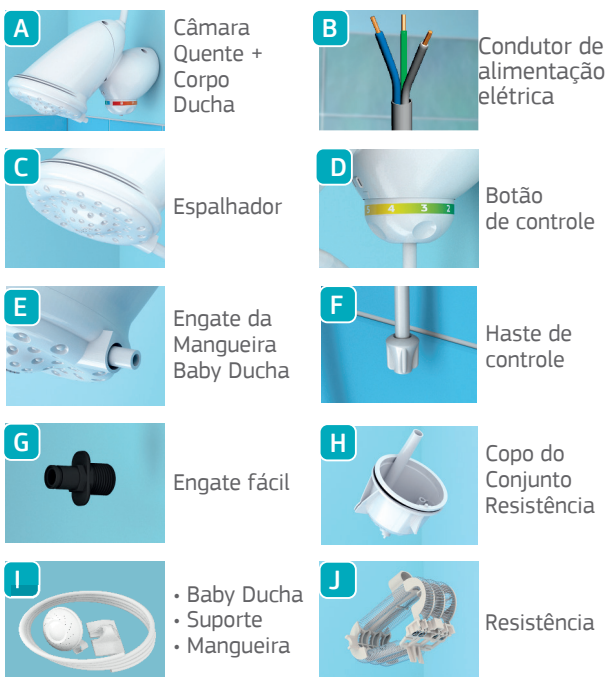 A
Câmara
Quente +
Corpo
Ducha
B
Condutor de
alimentação
elétrica
C
Espalhador
D
4 3 2
Botão
de controle
E
Engate da
Mangueira
Baby Ducha
F
Haste de
controle
G
Engate fácil
H
Copo do
Conjunto
Resistência
I
• Baby Ducha
• Suporte
• Mangueira
J
Resistência